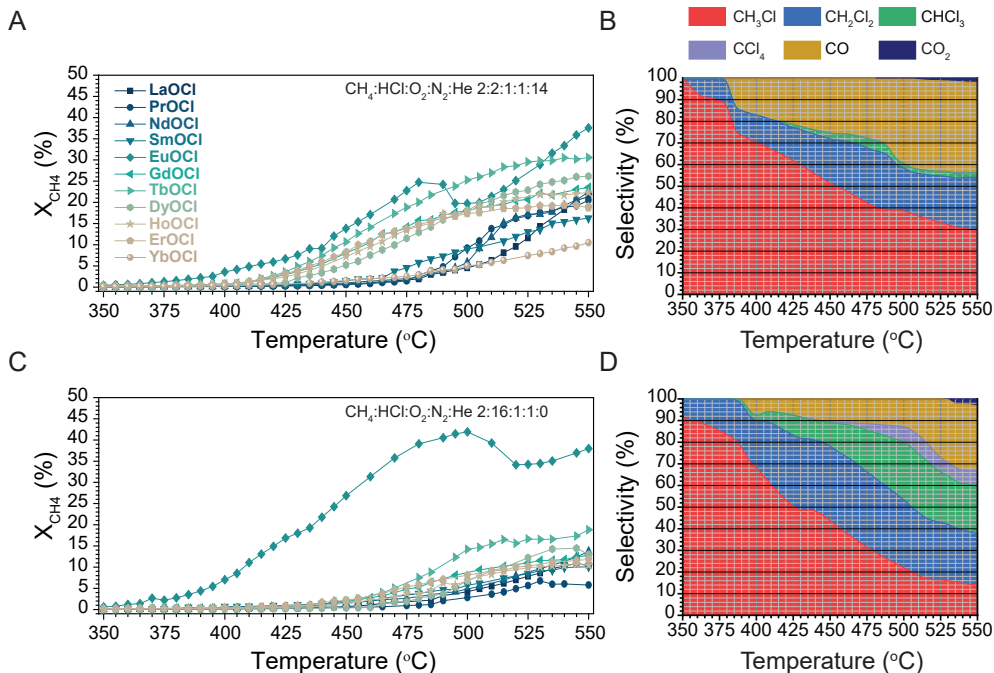 A
X_CH4 (%)
50
45
40
35
30
25
20
15
10
5
0
CH₄:HCl:O₂:N₂:He 2:2:1:1:14
LaOCl
PrOCl
NdOCl
SmOCl
EuOCl
GdOCl
TbOCl
DyOCl
HoOCl
ErOCl
YbOCl
350 375 400 425 450 475 500 525 550
Temperature (°C)
B
CH₃Cl CH₂Cl₂ CHCl₃
CCl₄ CO CO₂
Selectivity (%)
100
90
80
70
60
50
40
30
20
10
0
350 375 400 425 450 475 500 525 550
Temperature (°C)
C
X_CH4 (%)
50
45
40
35
30
25
20
15
10
5
0
CH₄:HCl:O₂:N₂:He 2:16:1:1:0
350 375 400 425 450 475 500 525 550
Temperature (°C)
D
Selectivity (%)
100
90
80
70
60
50
40
30
20
10
0
350 375 400 425 450 475 500 525 550
Temperature (°C)